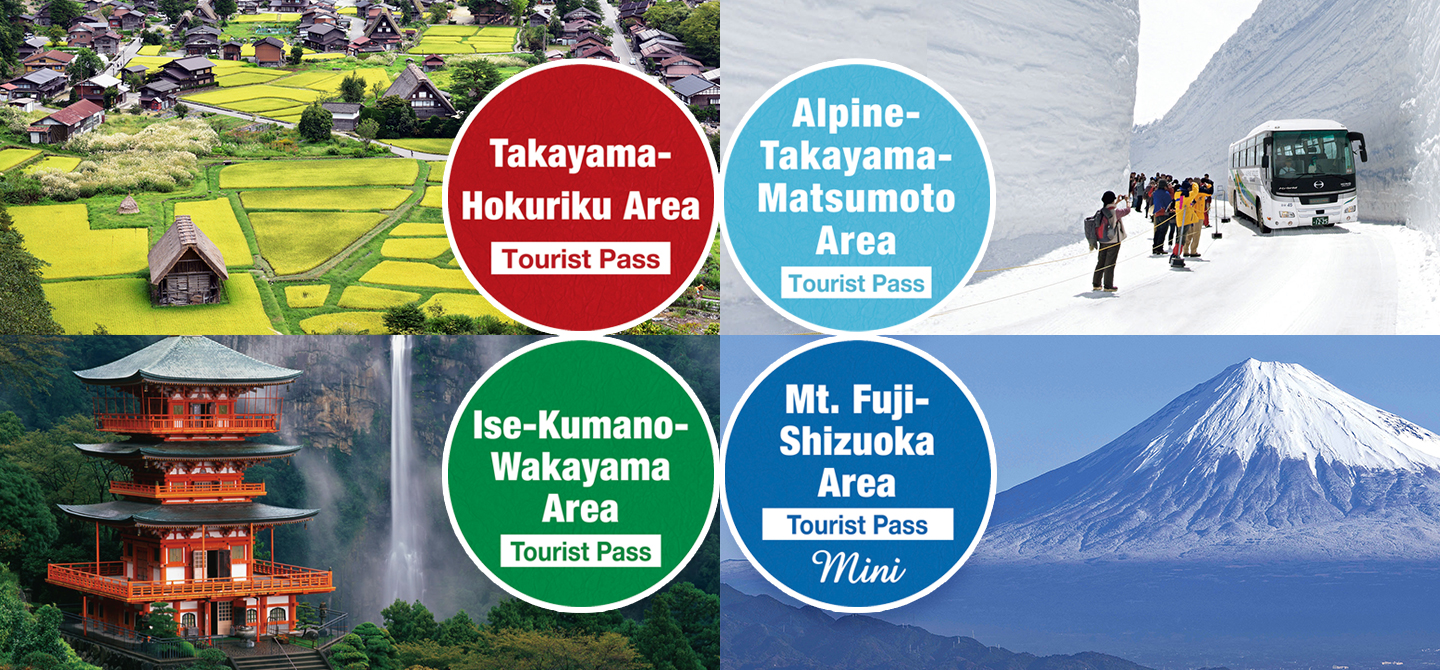 Takayama-
Hokuriku Area
Tourist Pass
Alpine-
Takayama-
Matsumoto
Area
Tourist Pass
Ise-Kumano-
Wakayama
Area
Tourist Pass
Mt. Fuji-
Shizuoka
Area
Tourist Pass
Mini